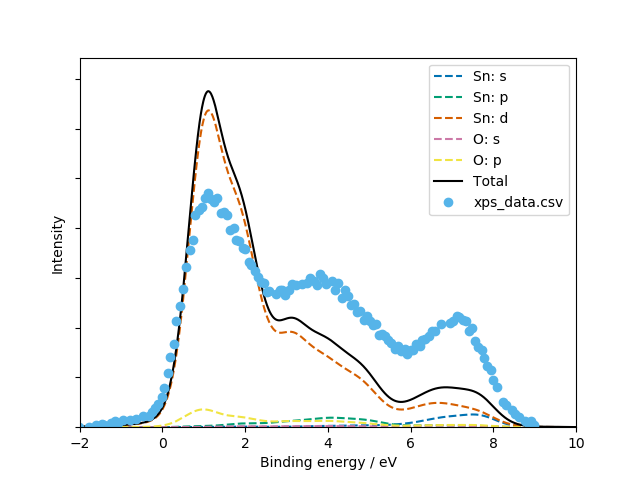 Sn: s
Sn: p
Sn: d
O: s
O: p
Total
xps_data.csv
Intensity
−2
0
2
4
6
8
10
Binding energy / eV